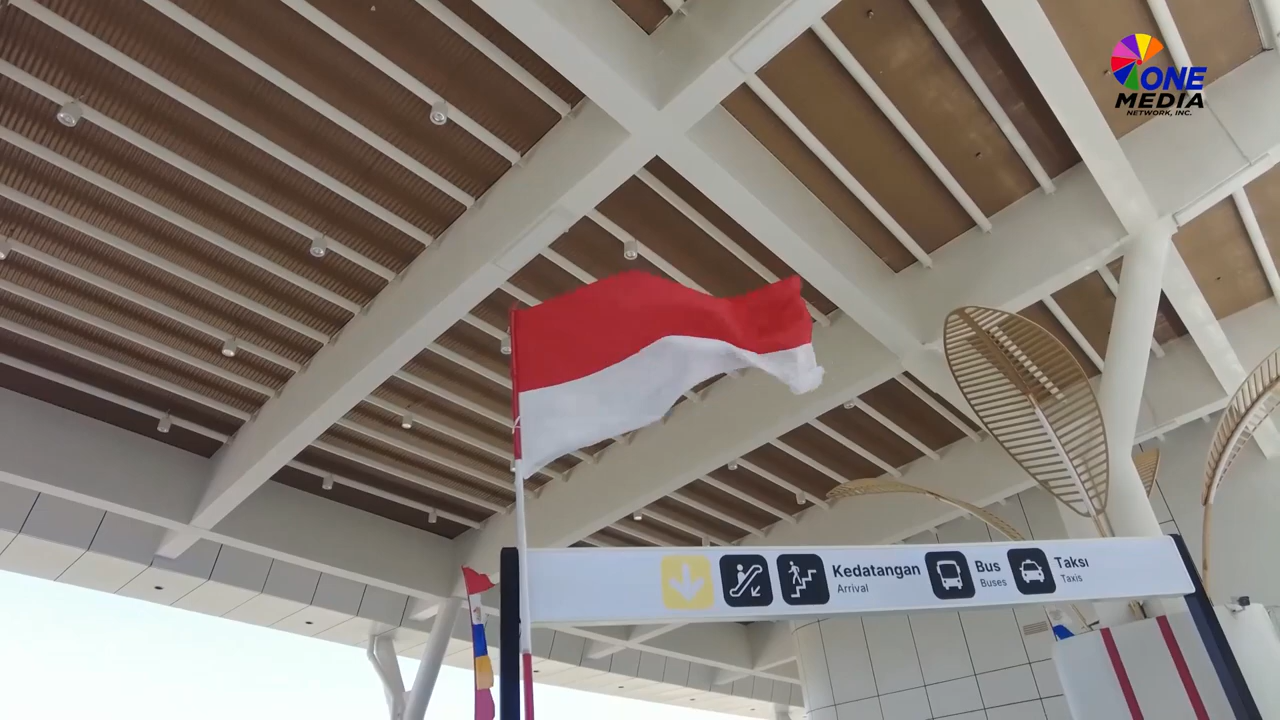 ONE
MEDIA
NETWORK, INC.
Kedatangan
Arrival
Bus
Buses
Taksi
Taxis